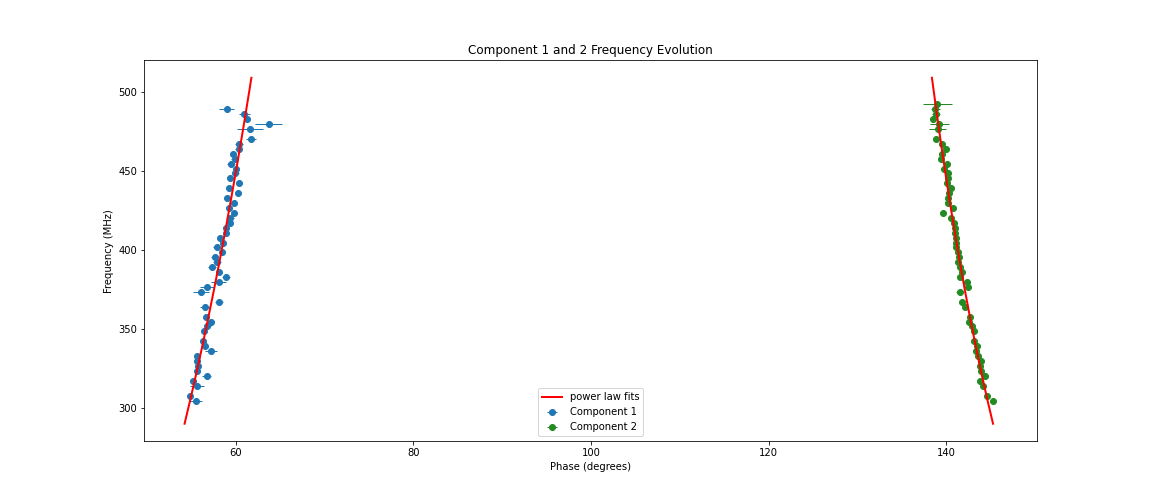 Component 1 and 2 Frequency Evolution
500
450
400
350
300
Frequency (MHz)
power law fits
Component 1
Component 2
60 80 100 120 140
Phase (degrees)